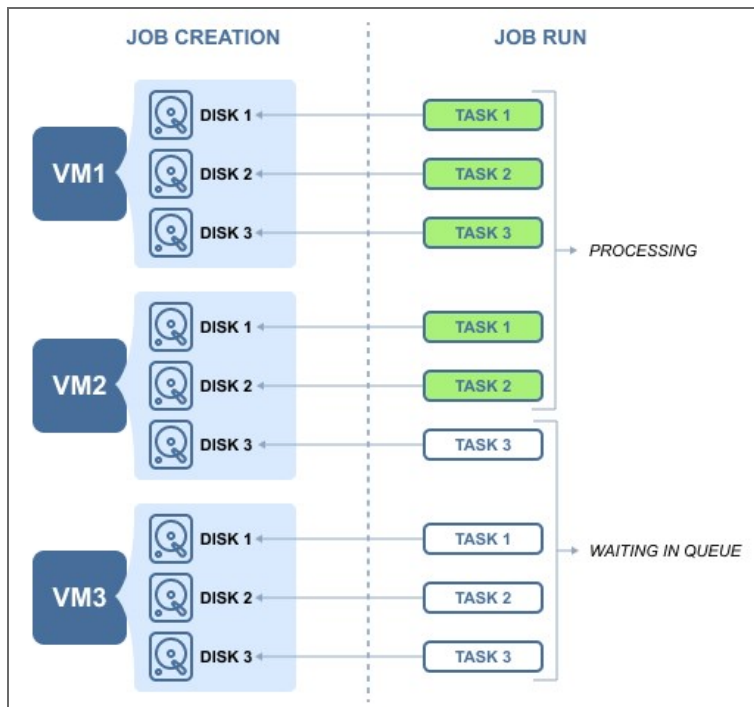 JOB CREATION
JOB RUN
VM1
DISK 1
TASK 1
DISK 2
TASK 2
DISK 3
TASK 3
PROCESSING
VM2
DISK 1
TASK 1
DISK 2
TASK 2
DISK 3
TASK 3
VM3
DISK 1
TASK 1
WAITING IN QUEUE
DISK 2
TASK 2
DISK 3
TASK 3